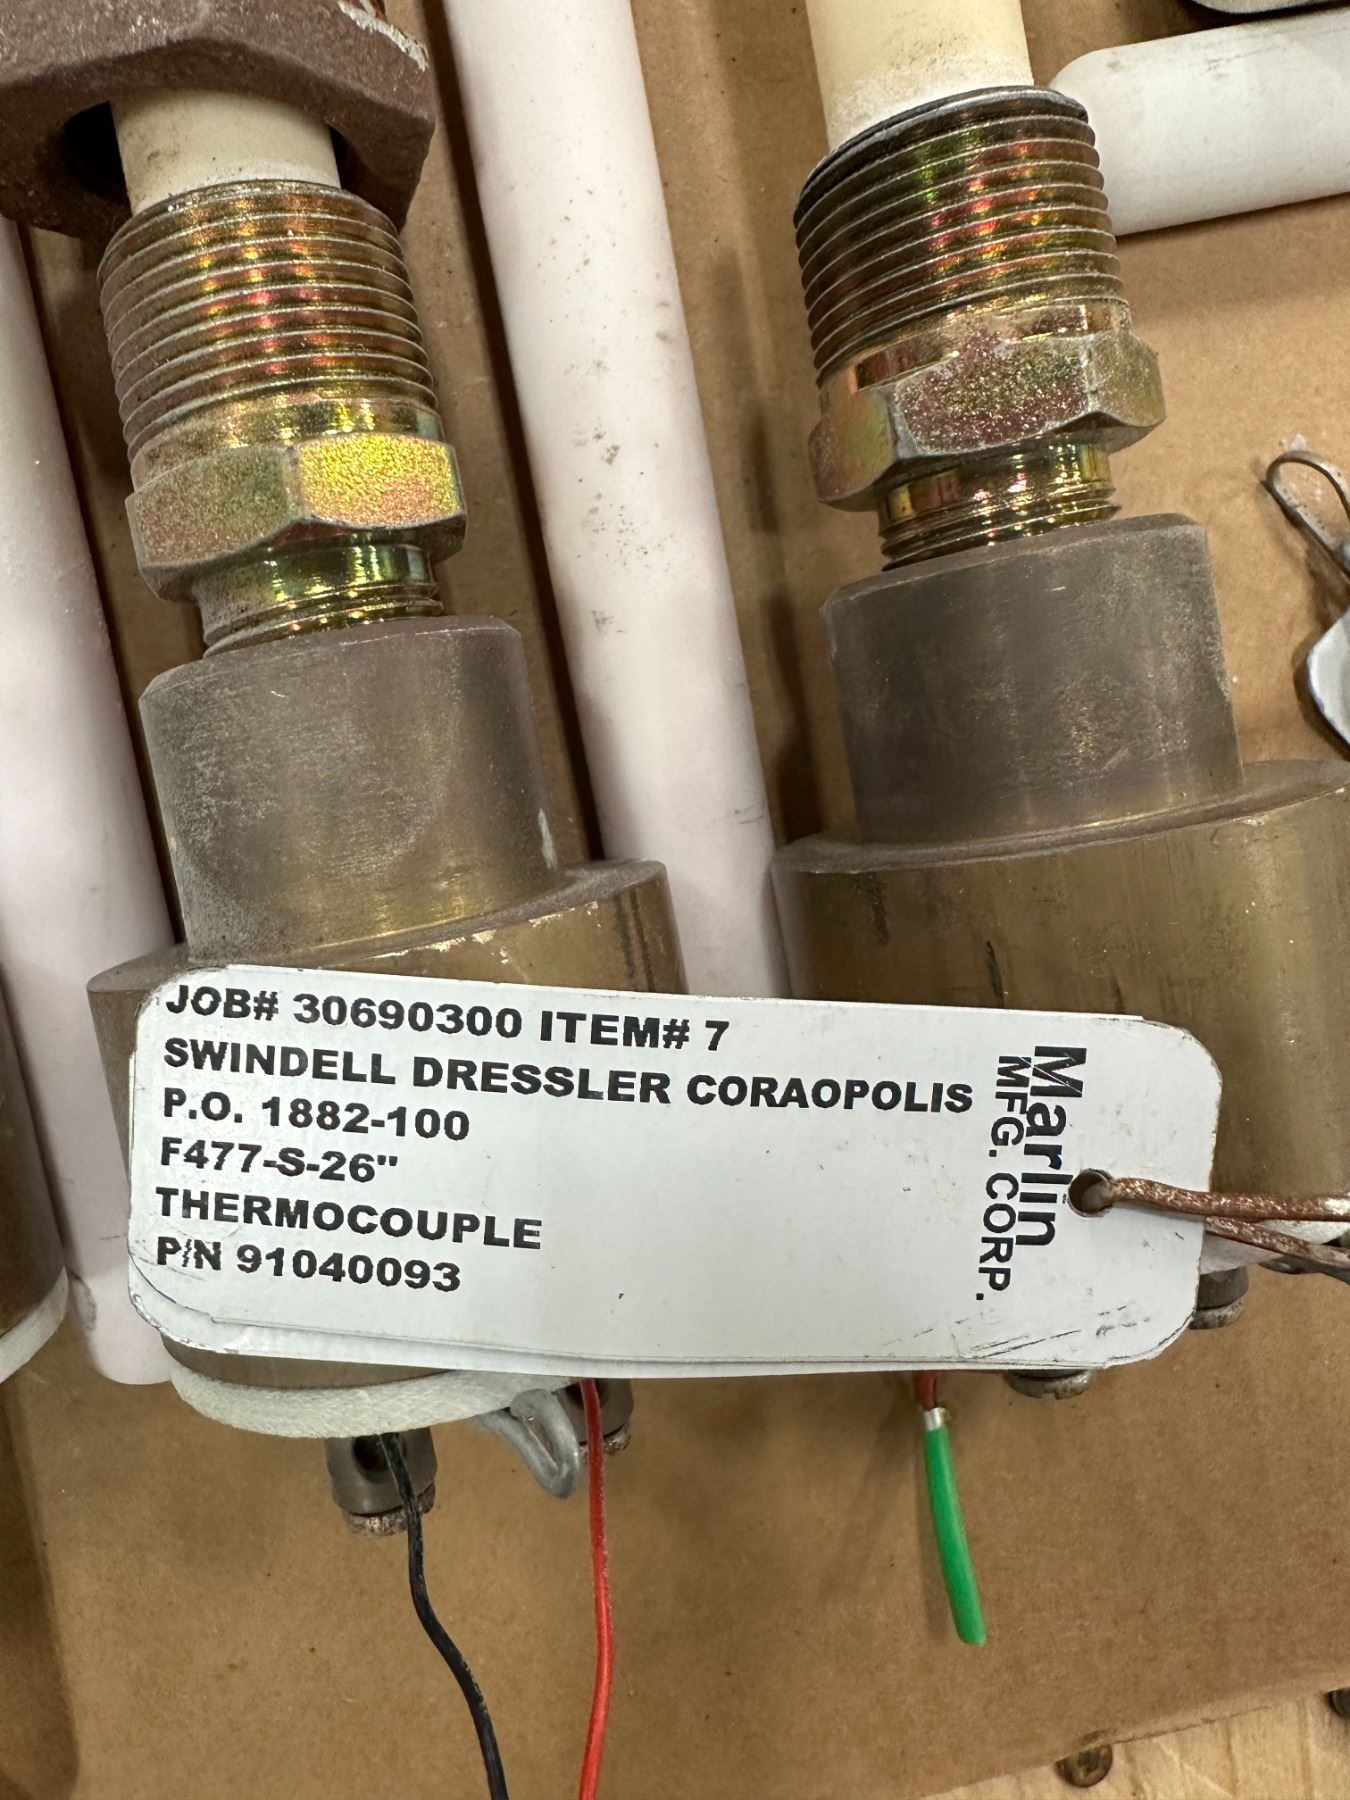 JOB# 30690300 ITEM# 7
SWINDELL DRESSLER CORAOPOLIS
P.O. 1882-100
F477-S-26"
THERMOCOUPLE
P/N 91040093
Marlin
MFG. CORP.